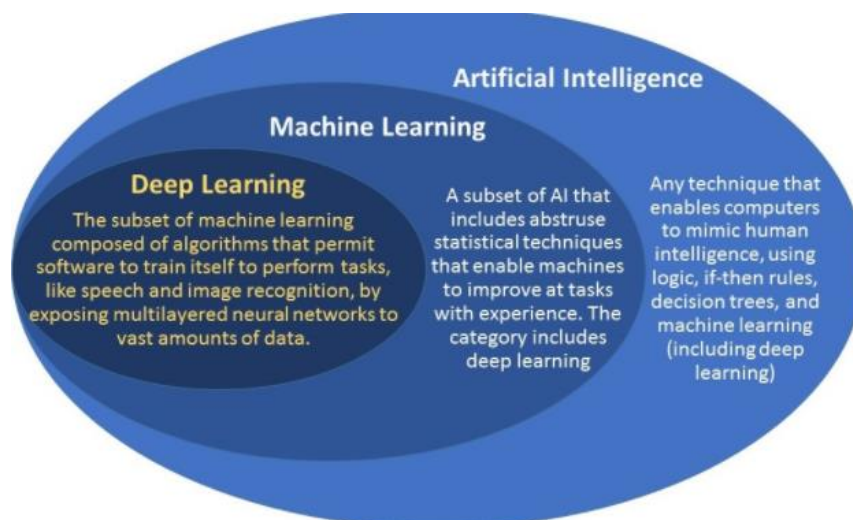 Artificial Intelligence
Machine Learning
Deep Learning
The subset of machine learning
composed of algorithms that permit
software to train itself to perform tasks,
like speech and image recognition, by
exposing multilayered neural networks to
vast amounts of data.
A subset of AI that
includes abstruse
statistical techniques
that enable machines
to improve at tasks
with experience. The
category includes
deep learning
Any technique that
enables computers
to mimic human
intelligence, using
logic, if-then rules,
decision trees, and
machine learning
(including deep
learning)